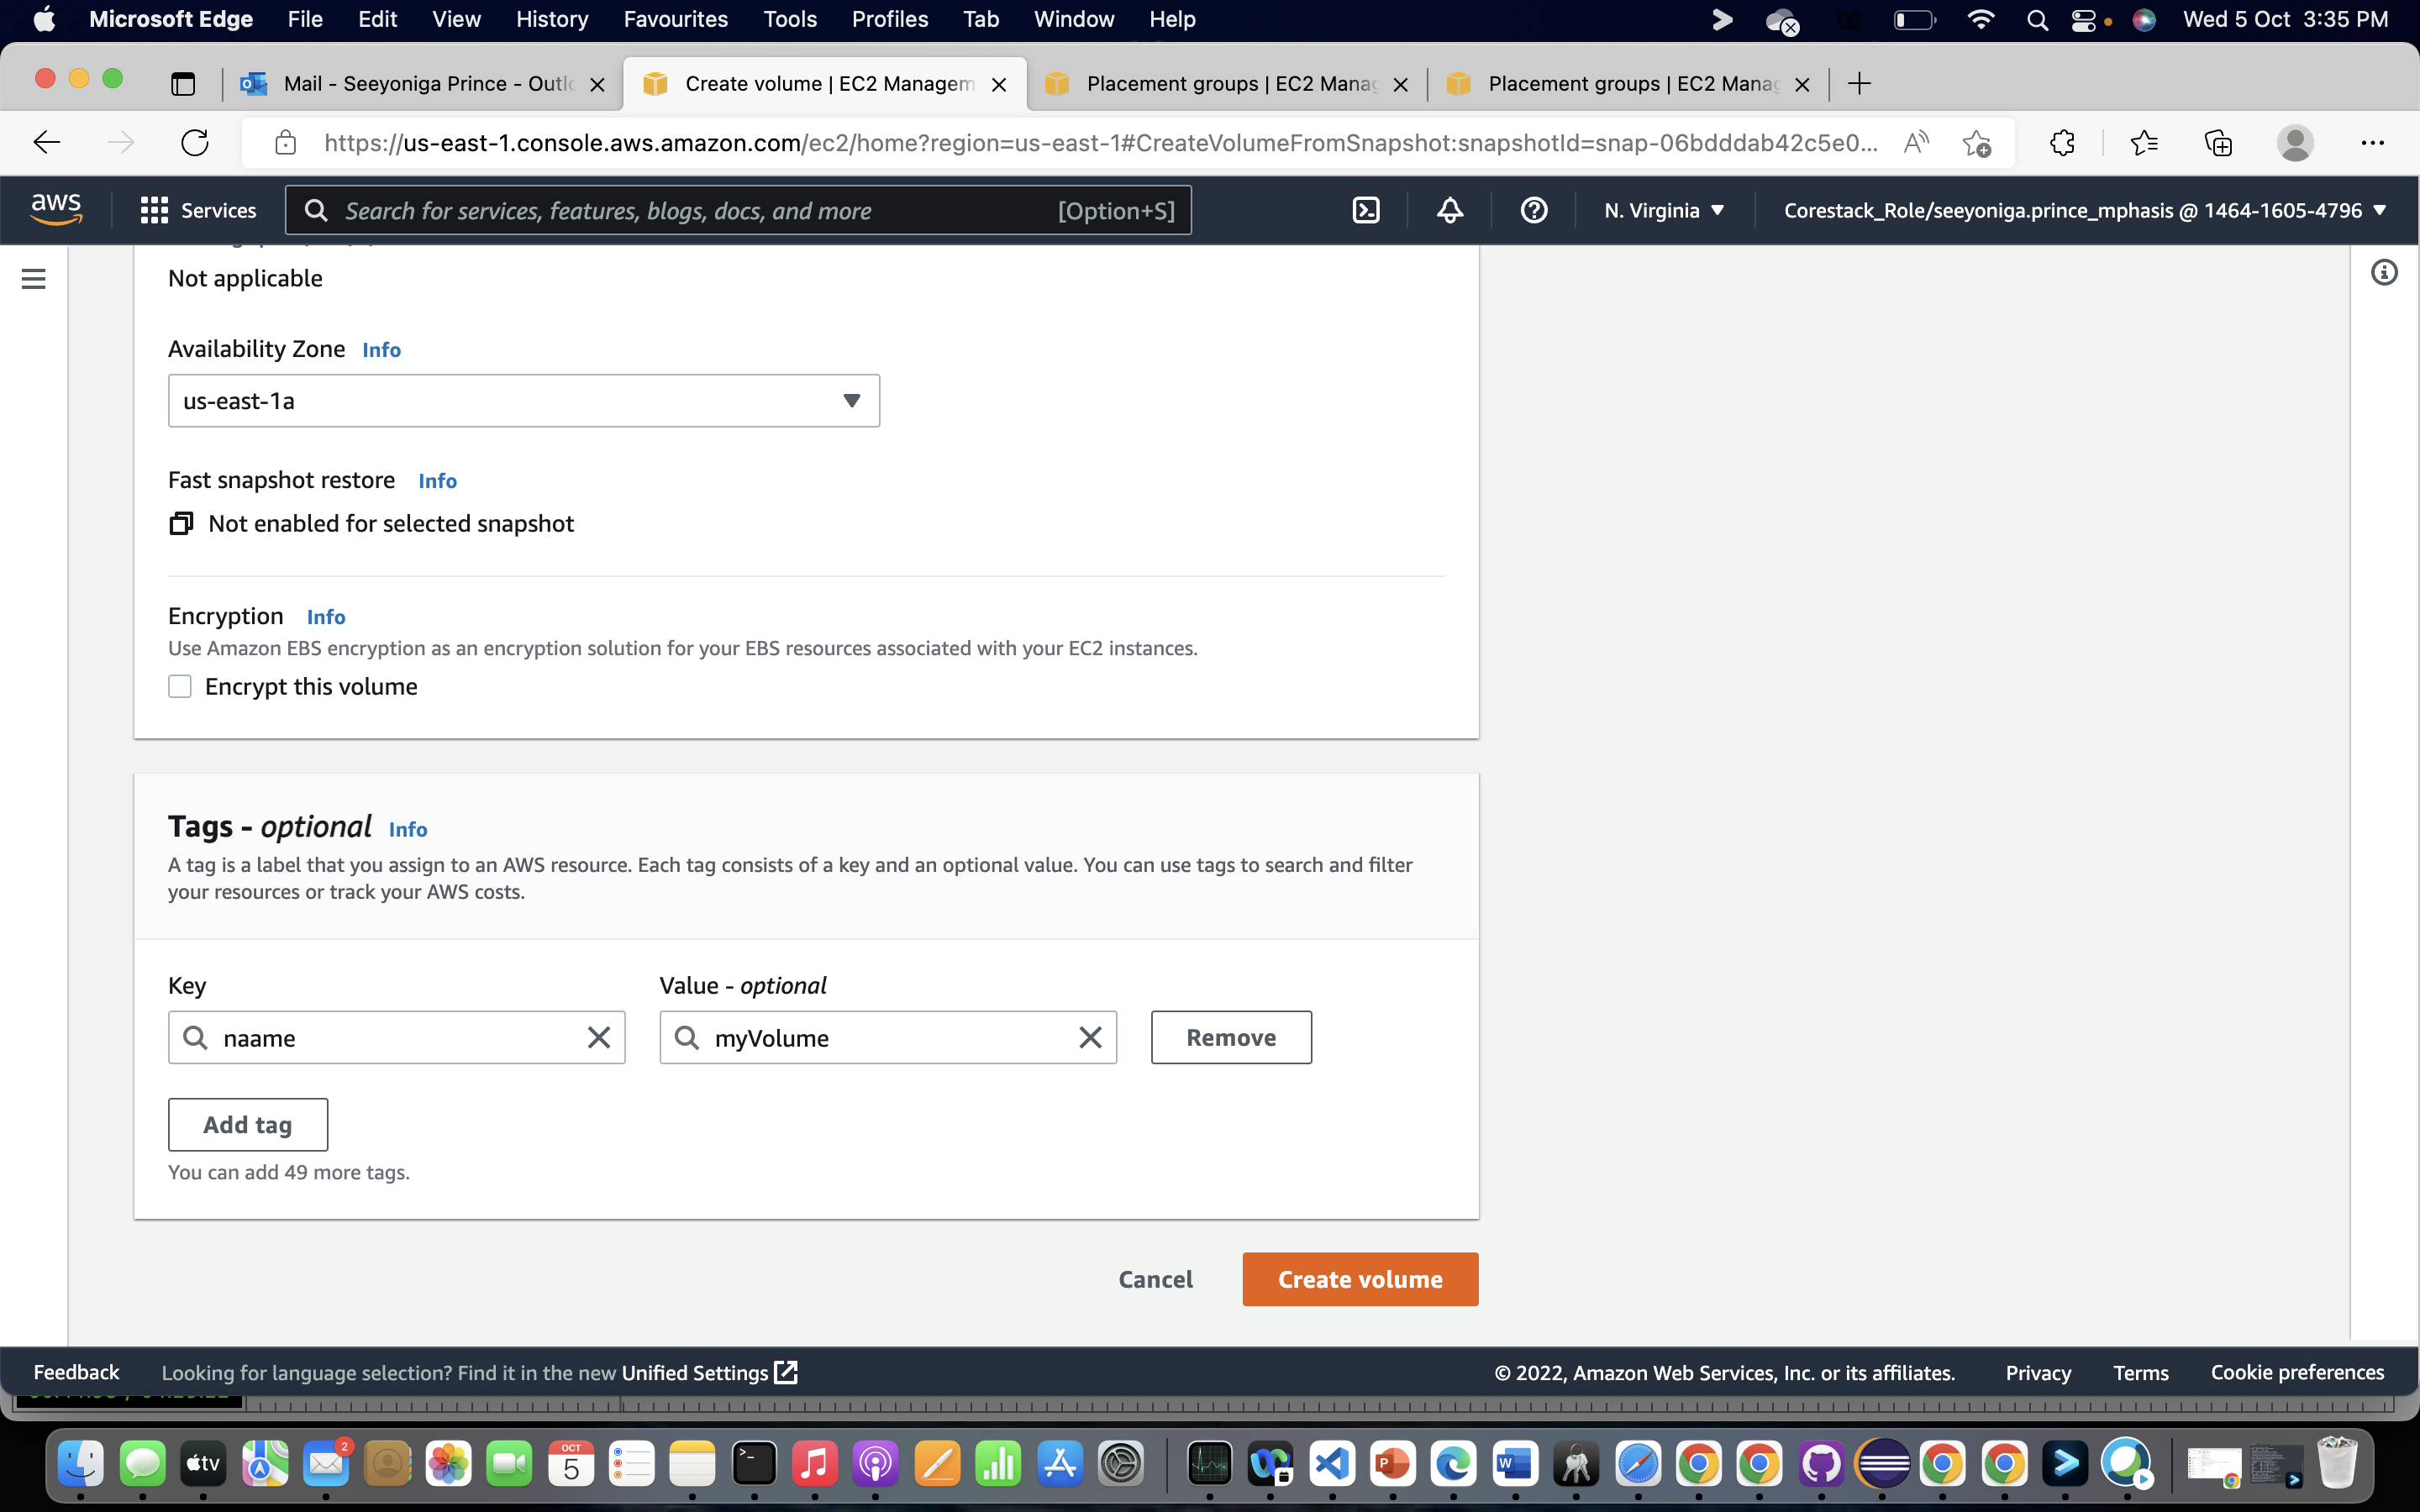 Microsoft Edge File Edit View History Favourites Tools Profiles Tab Window Help Wed 5 Oct 3:35 PM
Mail - Seeyoniga Prince - Outlo Create volume | EC2 Managem Placement groups | EC2 Manag Placement groups | EC2 Manag
https://us-east-1.console.aws.amazon.com/ec2/home?region=us-east-1#CreateVolumeFromSnapshot:snapshotId=snap-06bdddab42c5e0...
aws Services Search for services, features, blogs, docs, and more [Option+S] N. Virginia Corestack_Role/seeyoniga.prince_mphasis @ 1464-1605-4796
Not applicable
Availability Zone Info
us-east-1a
Fast snapshot restore Info
Not enabled for selected snapshot
Encryption Info
Use Amazon EBS encryption as an encryption solution for your EBS resources associated with your EC2 instances.
Encrypt this volume
Tags - optional Info
A tag is a label that you assign to an AWS resource. Each tag consists of a key and an optional value. You can use tags to search and filter
your resources or track your AWS costs.
Key Value - optional
naame myVolume Remove
Add tag
You can add 49 more tags.
Cancel Create volume
Feedback Looking for language selection? Find it in the new Unified Settings © 2022, Amazon Web Services, Inc. or its affiliates. Privacy Terms Cookie preferences
tv 2 OCT
5